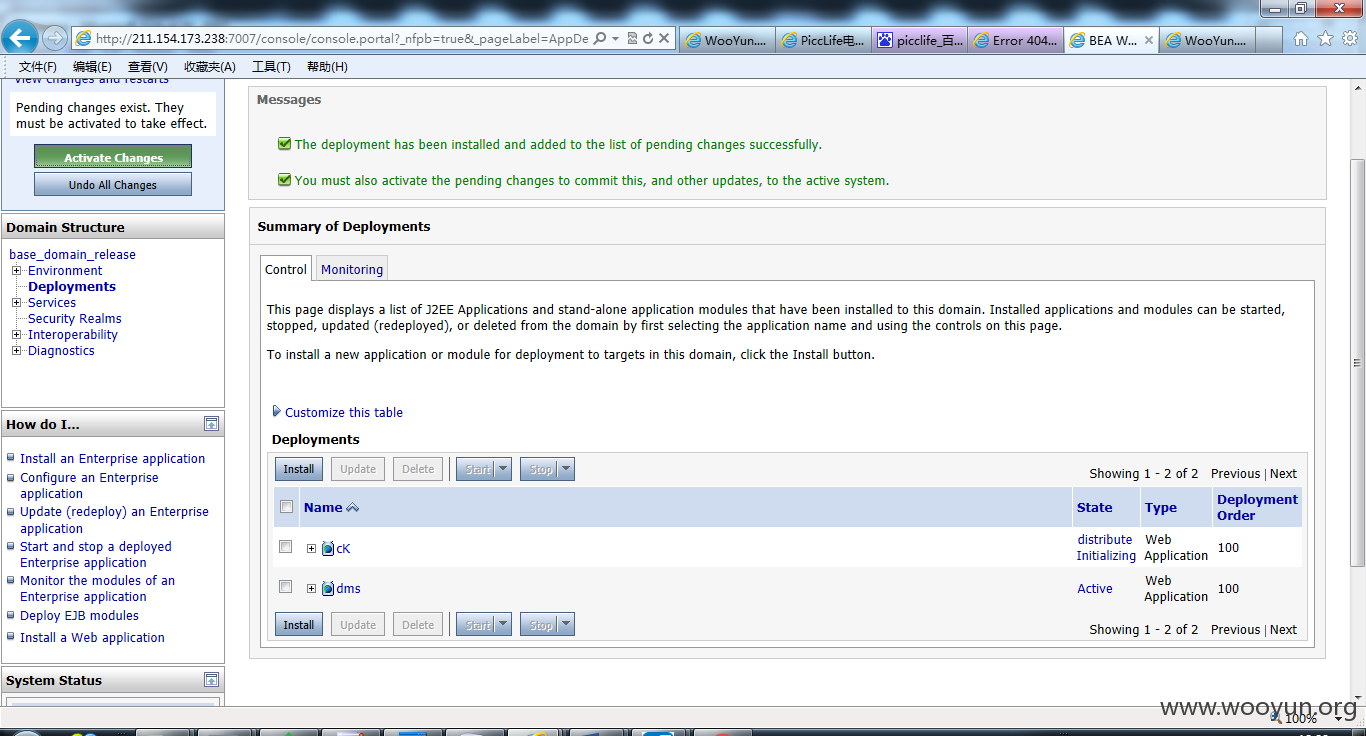 http://211.154.173.238:7007/console/console.portal?_nfpb=true&_pageLabel=AppDe
WooYun....
PiccLife电...
picclife_百...
Error 404...
BEA W...
WooYun....
文件(F) 编辑(E) 查看(V) 收藏夹(A) 工具(T) 帮助(H)
View changes and restarts
Pending changes exist. They
must be activated to take effect.
Activate Changes
Undo All Changes
Domain Structure
base_domain_release
Environment
Deployments
Services
Security Realms
Interoperability
Diagnostics
How do I...
Install an Enterprise application
Configure an Enterprise
application
Update (redeploy) an Enterprise
application
Start and stop a deployed
Enterprise application
Monitor the modules of an
Enterprise application
Deploy EJB modules
Install a Web application
System Status
Messages
The deployment has been installed and added to the list of pending changes successfully.
You must also activate the pending changes to commit this, and other updates, to the active system.
Summary of Deployments
Control Monitoring
This page displays a list of J2EE Applications and stand-alone application modules that have been installed to this domain. Installed applications and modules can be started,
stopped, updated (redeployed), or deleted from the domain by first selecting the application name and using the controls on this page.
To install a new application or module for deployment to targets in this domain, click the Install button.
Customize this table
Deployments
Install Update Delete Start Stop
Showing 1 - 2 of 2 Previous | Next
Name State Type Deployment
Order
cK distribute
Initializing Web
Application 100
dms Active Web
Application 100
Install Update Delete Start Stop
Showing 1 - 2 of 2 Previous | Next
www.wooyun.org
100%